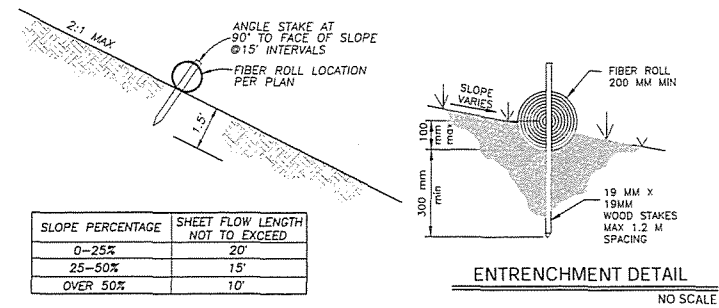 2:1 MAX
ANGLE STAKE AT
90° TO FACE OF SLOPE
@15' INTERVALS
FIBER ROLL LOCATION
PER PLAN
1.5'
SLOPE PERCENTAGE
SHEET FLOW LENGTH
NOT TO EXCEED
0-25%
20'
25-50%
15'
OVER 50%
10'
FIBER ROLL
200 MM MIN
SLOPE
VARIES
100
mm
max
300 mm
min
19 MM X
19MM
WOOD STAKES
MAX 1.2 M
SPACING
ENTRENCHMENT DETAIL
NO SCALE